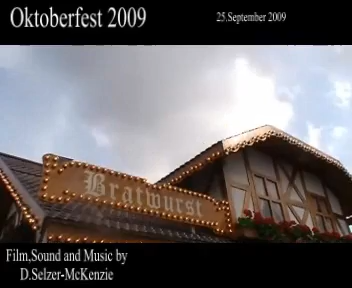 Oktoberfest 2009
25,September 2009
Bratwurst
Film,Sound and Music by
D.Selzer-McKenzie